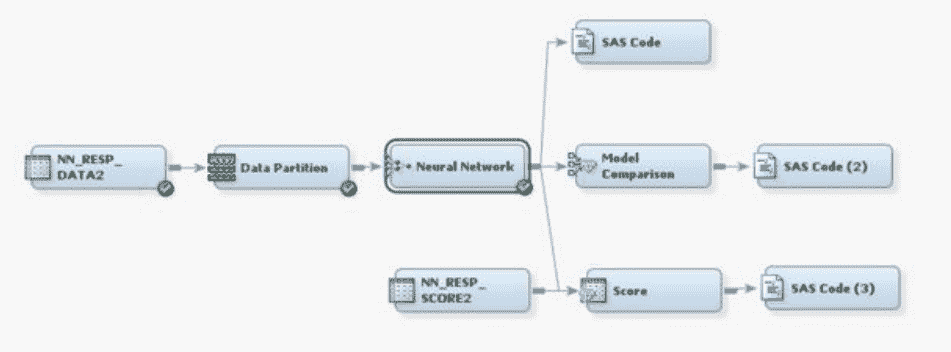 SAS Code
NN_RESP_
DATA2
Data Partition
Neural Network
Model
Comparison
SAS Code (2)
NN_RESP_
SCORE2
Score
SAS Code (3)